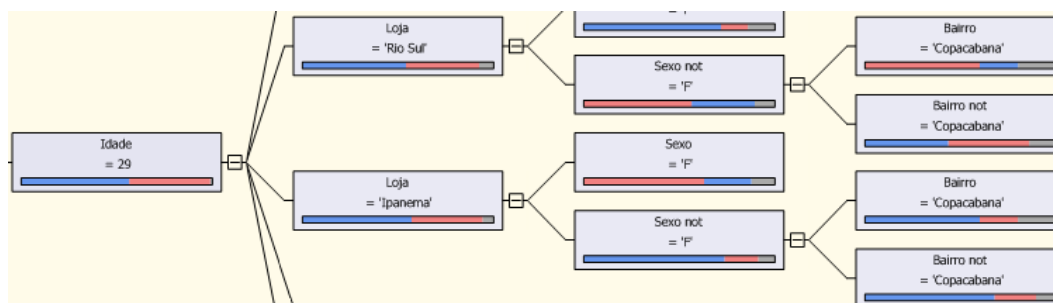 Idade
= 29
Loja
= 'Rio Sul'
Loja
= 'Ipanema'
Sexo not
= 'F'
Sexo
= 'F'
Sexo not
= 'F'
Bairro
= 'Copacabana'
Bairro not
= 'Copacabana'
Bairro
= 'Copacabana'
Bairro not
= 'Copacabana'